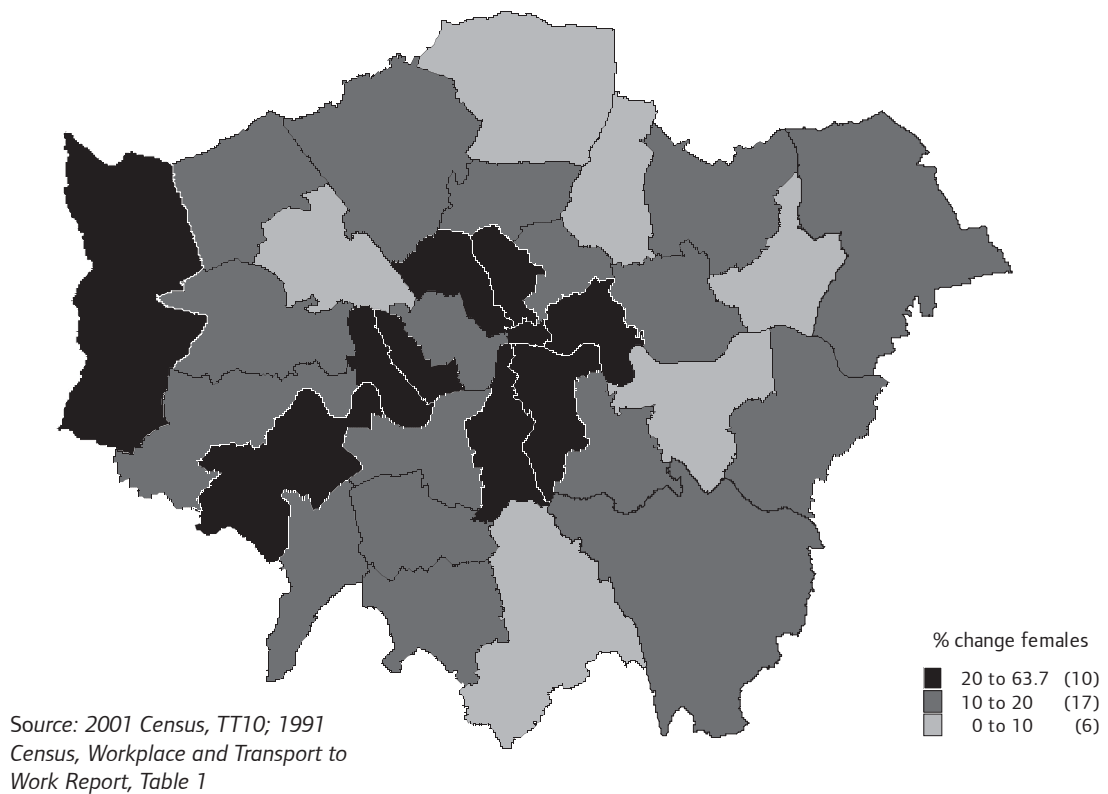 % change females
20 to 63.7 (10)
10 to 20 (17)
0 to 10 (6)
Source: 2001 Census, TT10; 1991
Census, Workplace and Transport to
Work Report, Table 1